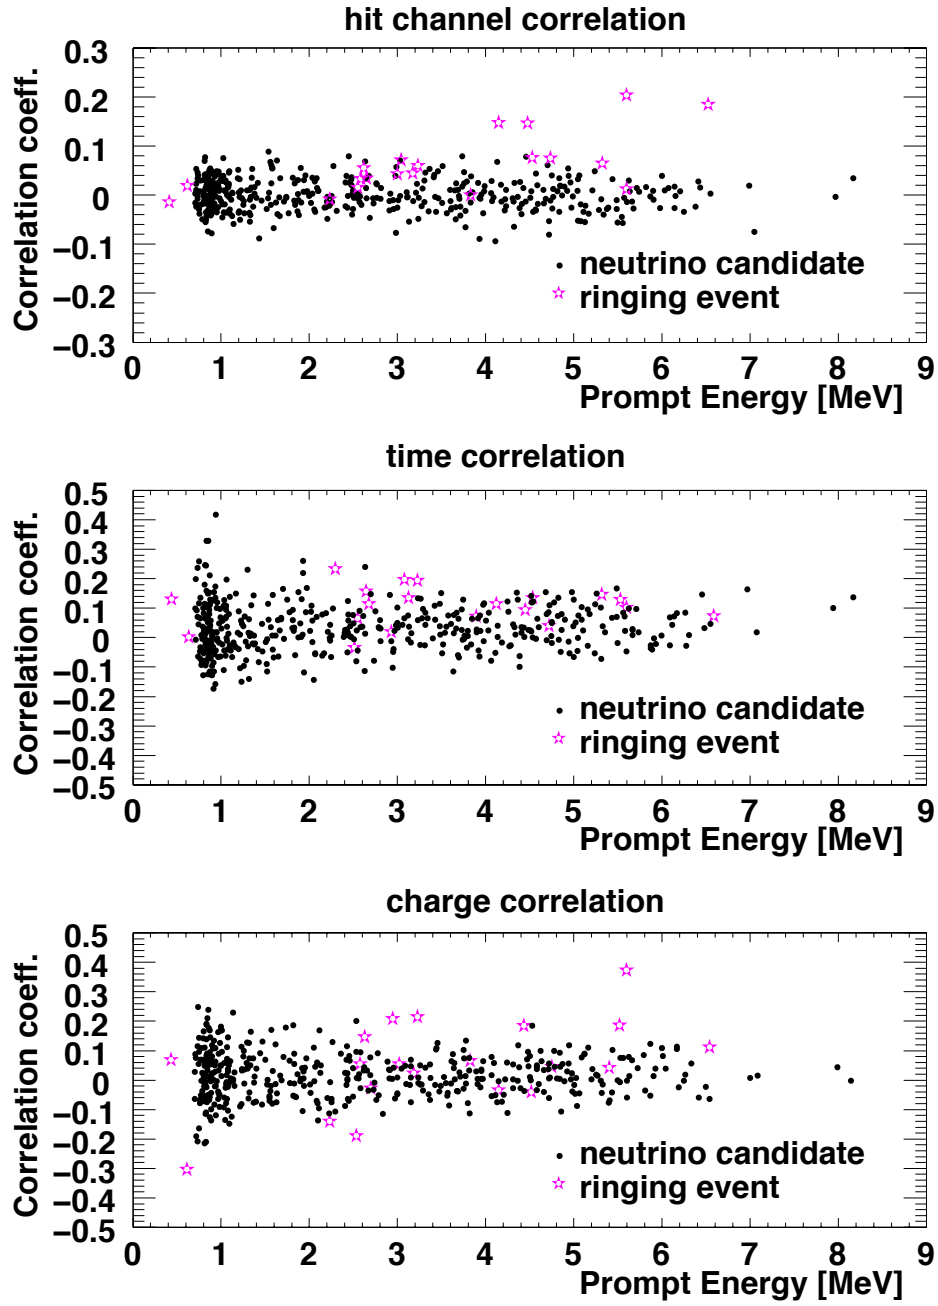 hit channel correlation
Correlation coeff.
0.3
0.2
0.1
0
−0.1
−0.2
−0.3
neutrino candidate
ringing event
0 1 2 3 4 5 6 7 8 9
Prompt Energy [MeV]
time correlation
Correlation coeff.
0.5
0.4
0.3
0.2
0.1
0
−0.1
−0.2
−0.3
−0.4
−0.5
neutrino candidate
ringing event
0 1 2 3 4 5 6 7 8 9
Prompt Energy [MeV]
charge correlation
Correlation coeff.
0.5
0.4
0.3
0.2
0.1
0
−0.1
−0.2
−0.3
−0.4
−0.5
neutrino candidate
ringing event
0 1 2 3 4 5 6 7 8 9
Prompt Energy [MeV]